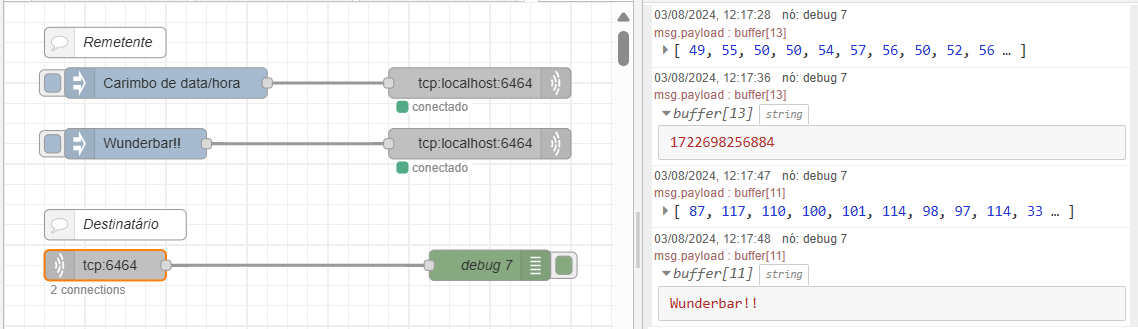 Remetente
Carimbo de data/hora
tcp:localhost:6464
conectado
Wunderbar!!
tcp:localhost:6464
conectado
Destinatário
tcp:6464
2 connections
debug 7
03/08/2024, 12:17:28 nó: debug 7
msg.payload : buffer[13]
[ 49, 55, 50, 50, 54, 57, 56, 50, 52, 56 … ]
03/08/2024, 12:17:36 nó: debug 7
msg.payload : buffer[13]
buffer[13] string
1722698256884
03/08/2024, 12:17:47 nó: debug 7
msg.payload : buffer[11]
[ 87, 117, 110, 100, 101, 114, 98, 97, 114, 33 … ]
03/08/2024, 12:17:48 nó: debug 7
msg.payload : buffer[11]
buffer[11] string
Wunderbar!!